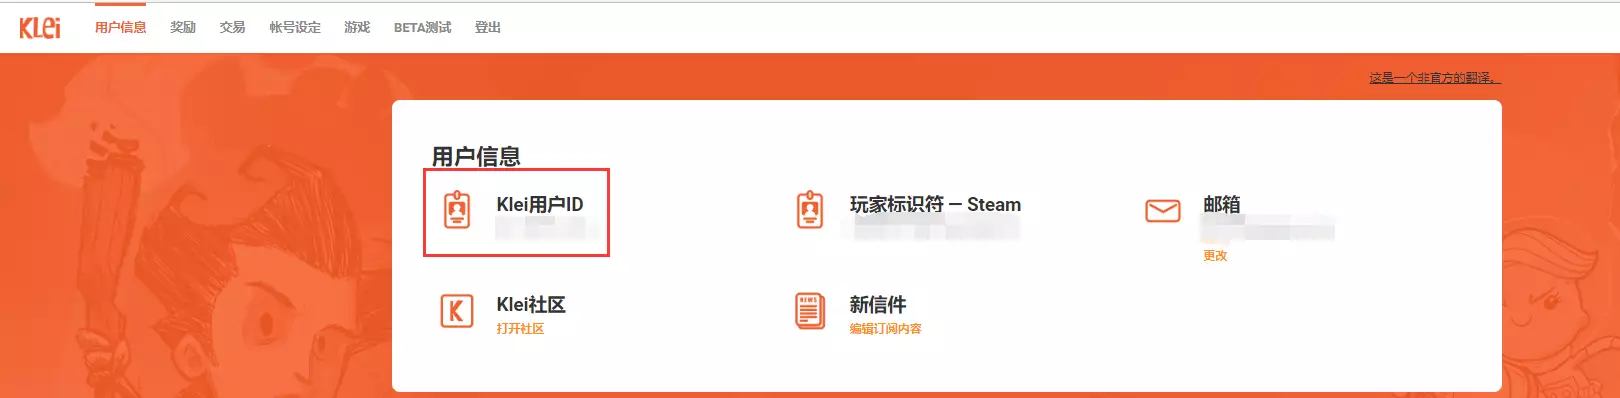 Klei 用户信息 奖励 交易 帐号设定 游戏 BETA测试 登出
这是一个非官方的翻译。
用户信息
Klei用户ID
玩家标识符 — Steam
邮箱
更改
K
Klei社区
打开社区
NEWS
新信件
编辑订阅内容